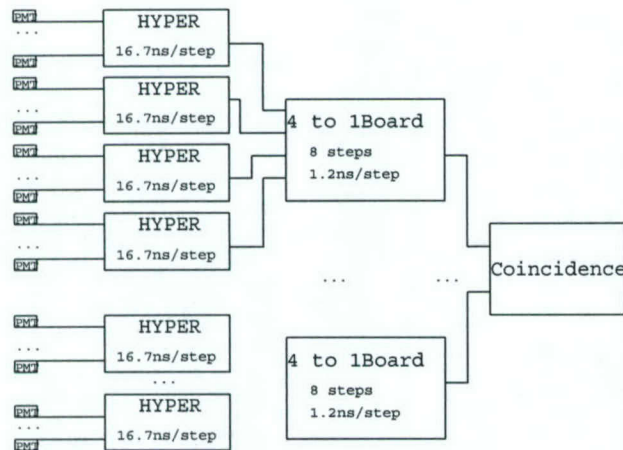 PMT
HYPER
...
16.7ns/step
PMT
PMT
HYPER
...
16.7ns/step
PMT
4 to 1Board
8 steps
1.2ns/step
PMT
HYPER
...
16.7ns/step
PMT
PMT
HYPER
...
16.7ns/step
PMT
Coincidence
... ...
PMT
HYPER
...
16.7ns/step
PMT
...
4 to 1Board
8 steps
1.2ns/step
PMT
HYPER
...
16.7ns/step
PMT